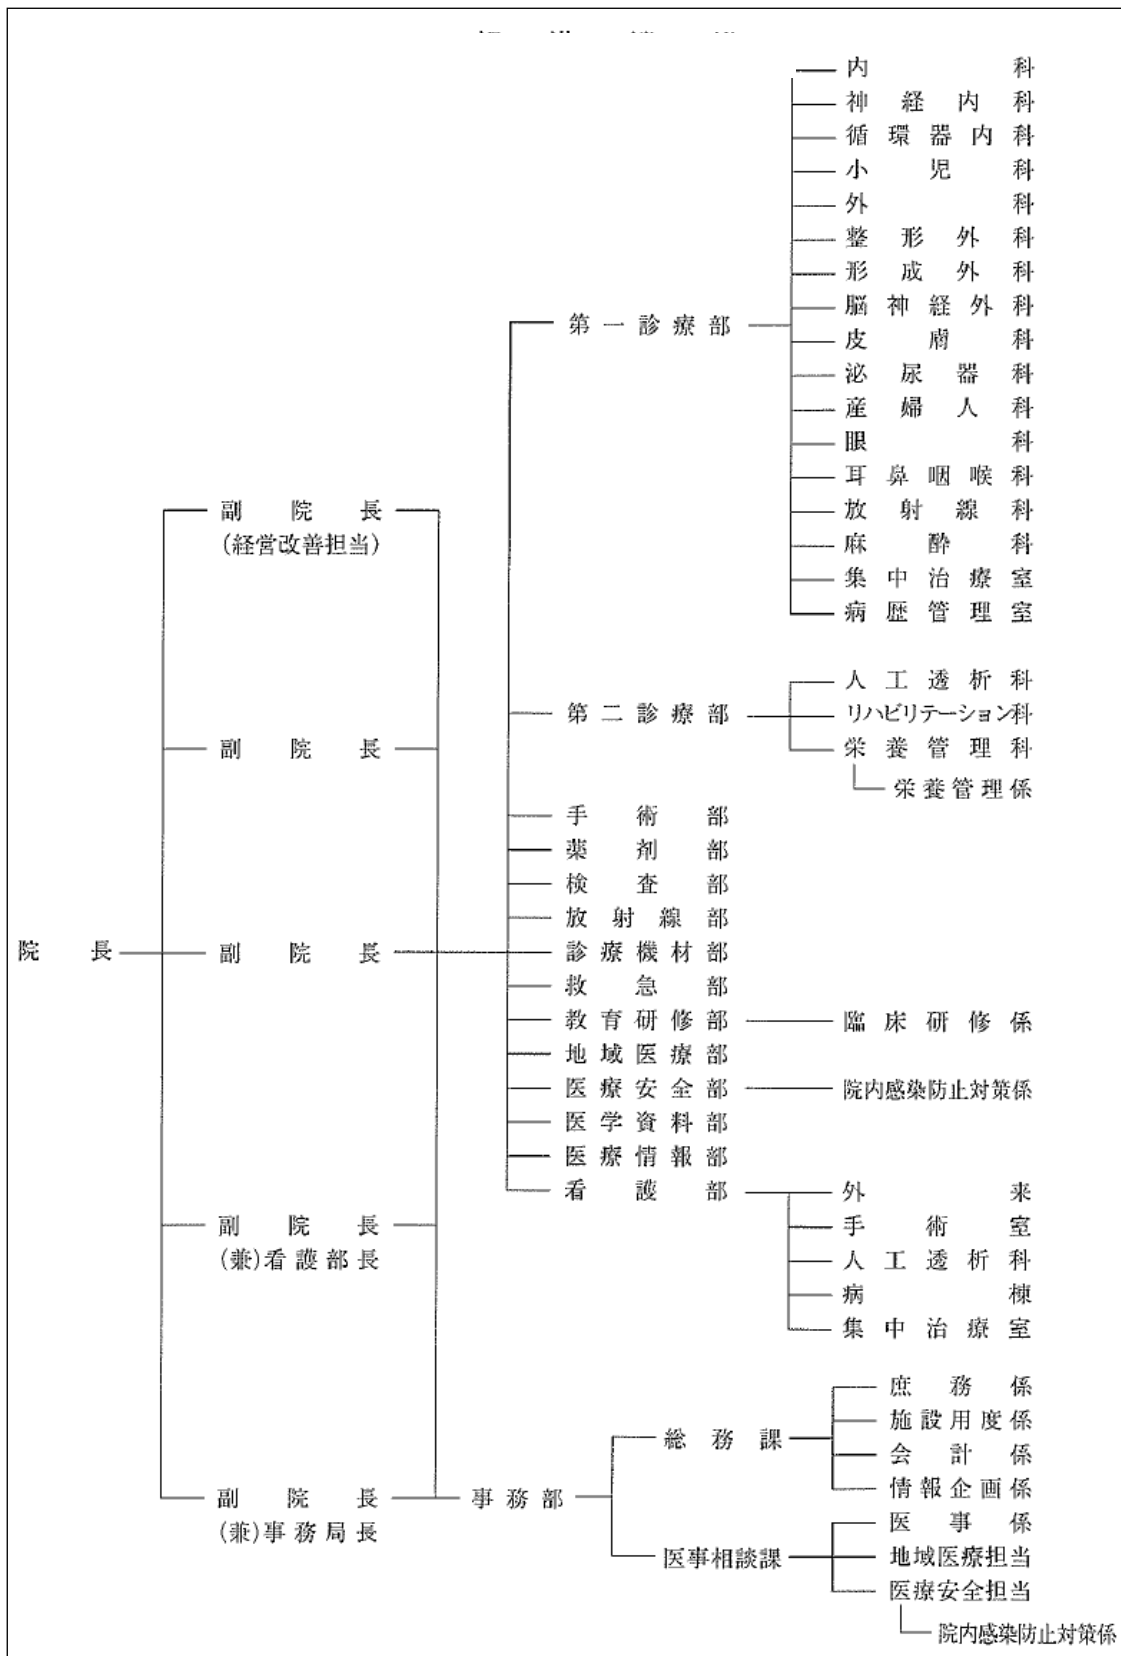 内科
神経内科
循環器内科
小児科
外科
整形外科
形成外科
脳神経外科
第一診療部
皮膚科
泌尿器科
産婦人科
眼科
耳鼻咽喉科
放射線科
麻酔科
集中治療室
病歴管理室
副院長
(経営改善担当)
人工透析科
第二診療部
リハビリテーション科
栄養管理科
栄養管理係
副院長
手術部
薬剤部
検査部
放射線部
院長
副院長
診療機材部
救急部
教育研修部
臨床研修係
地域医療部
医療安全部
院内感染防止対策係
医学資料部
医療情報部
看護部
外来
手術室
人工透析科
病棟
集中治療室
副院長
(兼)看護部長
庶務係
総務課
施設用度係
会計係
情報企画係
副院長
(兼)事務局長
事務部
医事係
医事相談課
地域医療担当
医療安全担当
院内感染防止対策係